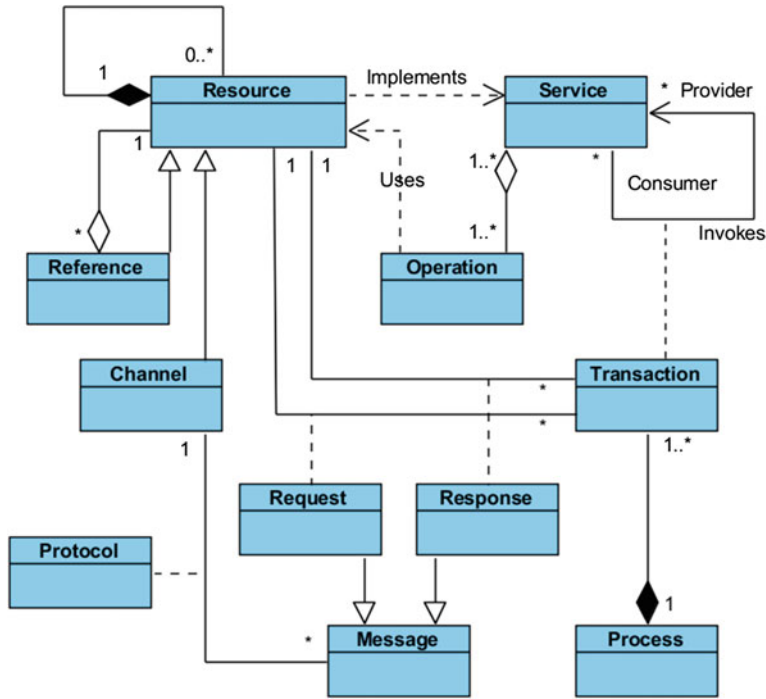 0..*
1
Resource
Implements
Service
* Provider
1
1
1
Uses
1..*
*
Consumer
*
1..*
Invokes
Reference
Operation
Channel
Transaction
*
*
1
1..*
Request
Response
Protocol
1
*
Message
Process